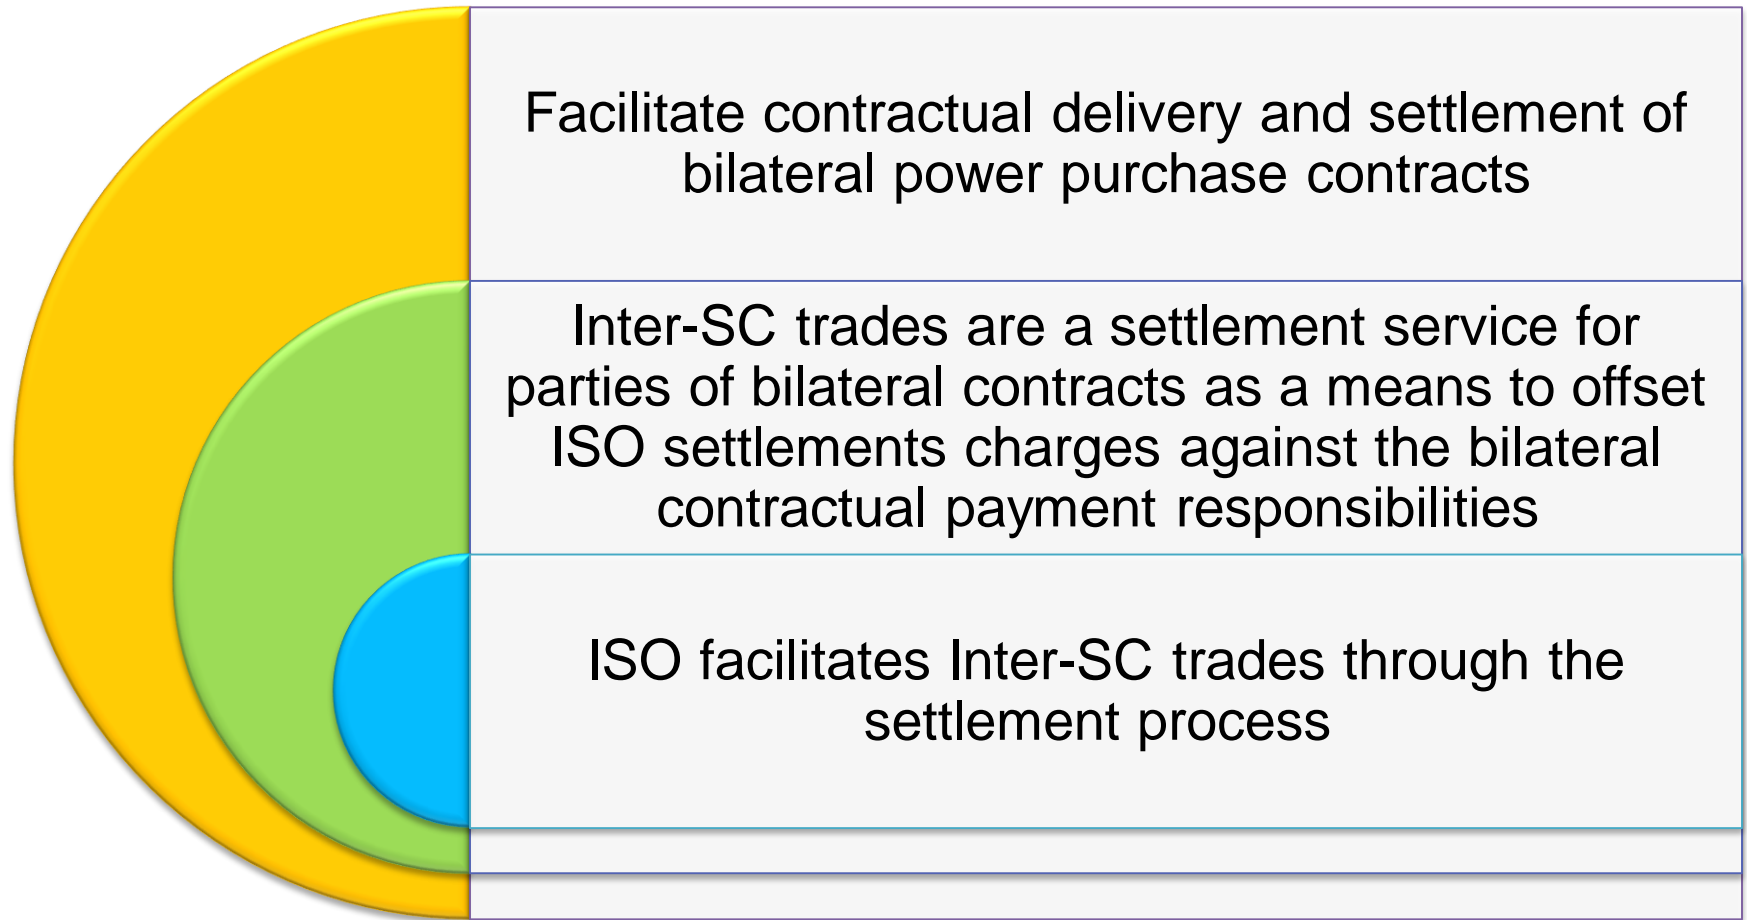 Facilitate contractual delivery and settlement of
bilateral power purchase contracts
Inter-SC trades are a settlement service for
parties of bilateral contracts as a means to offset
ISO settlements charges against the bilateral
contractual payment responsibilities
ISO facilitates Inter-SC trades through the
settlement process